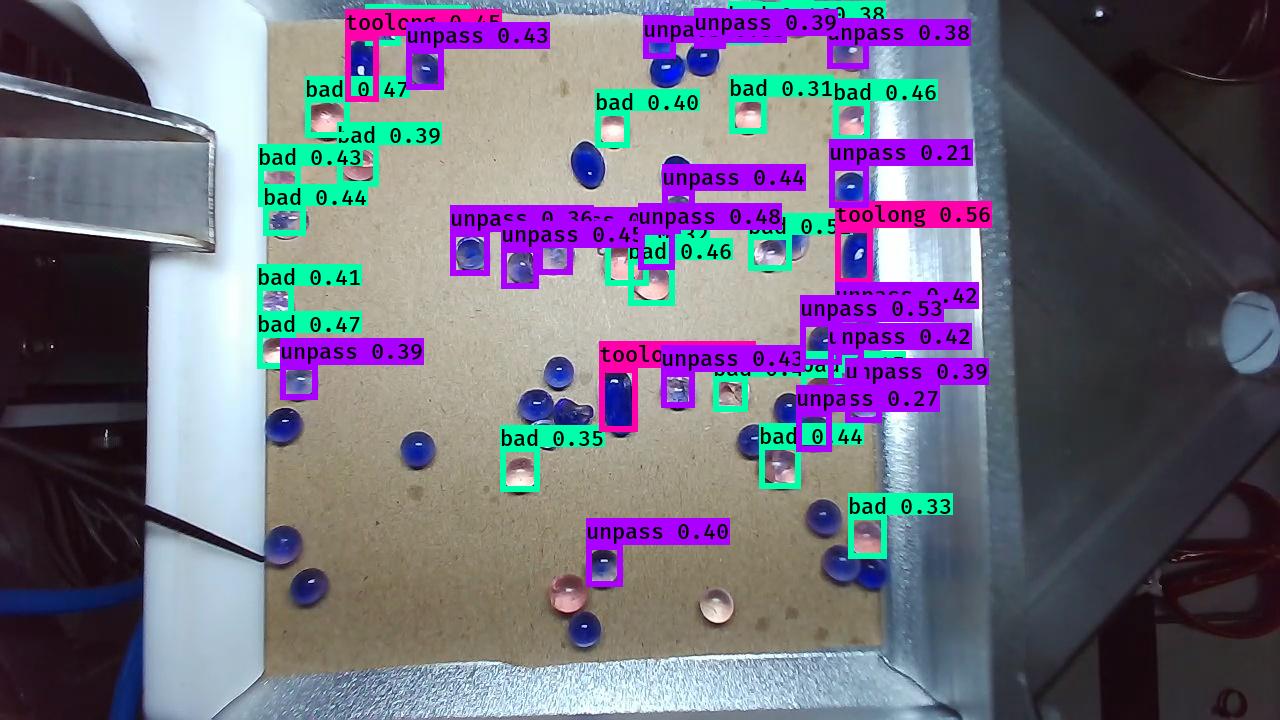 toolong 0.45
unpass 0.43
unpass 0.39
0.38
unpass 0.38
bad 0.47
bad 0.40
bad 0.31
bad 0.46
bad 0.39
bad 0.43
unpass 0.21
unpass 0.44
bad 0.44
unpass 0.36
unpass 0.48
toolong 0.56
unpass 0.45
bad 0.46
bad 0.41
unpass 0.42
unpass 0.53
bad 0.47
unpass 0.42
unpass 0.39
unpass 0.43
unpass 0.39
unpass 0.27
bad 0.35
bad 0.44
bad 0.33
unpass 0.40